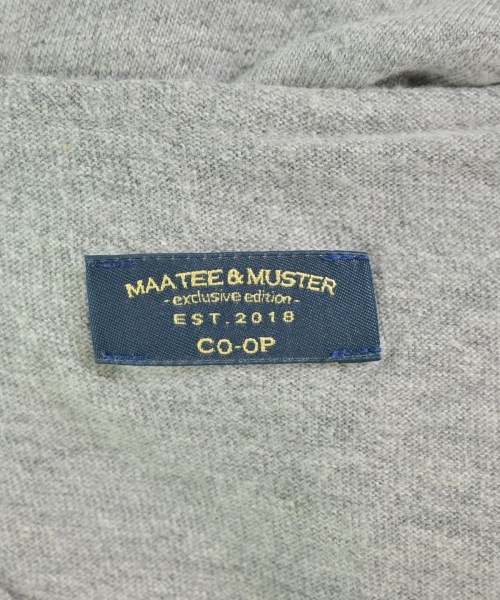 MAATEE & MUSTER
- exclusive edition -
EST. 2018
CO-OP